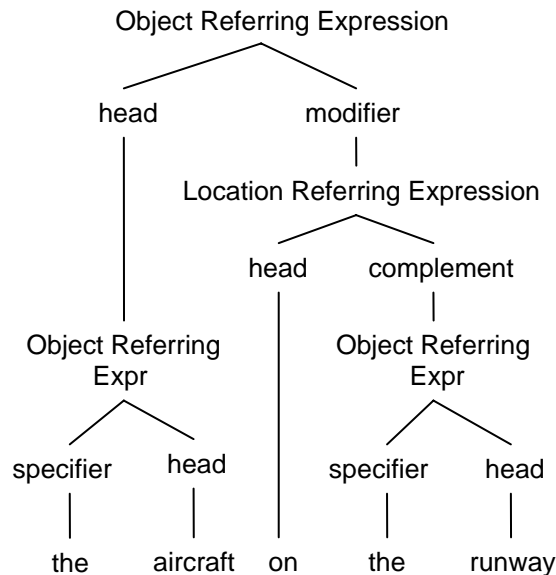 Object Referring Expression
head modifier
Location Referring Expression
head complement
Object Referring Expr Object Referring Expr
specifier head specifier head
the aircraft on the runway